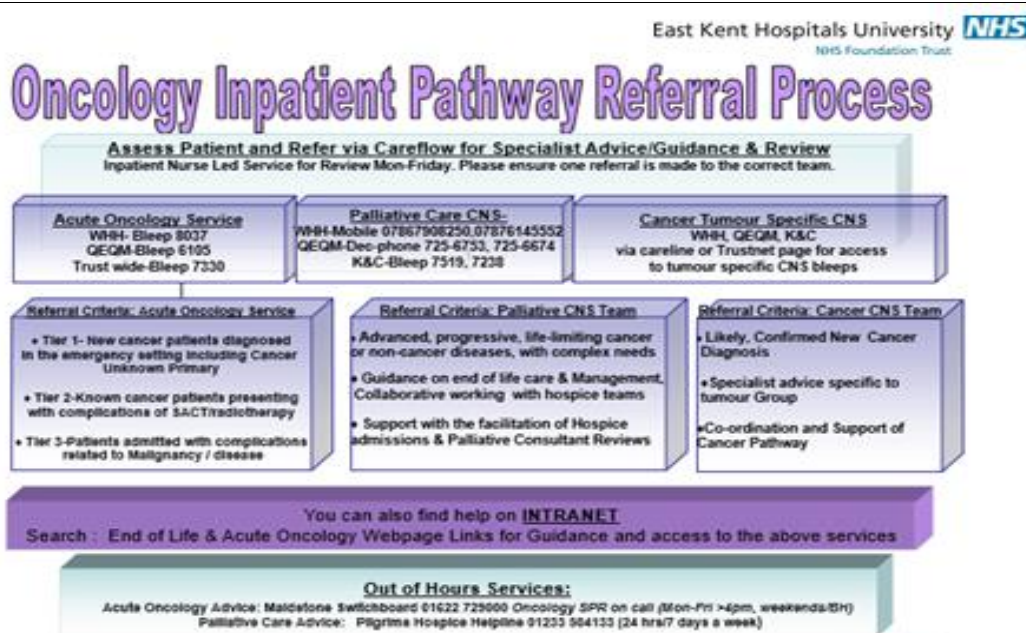 East Kent Hospitals University NHS
NHS Foundation Trust
Oncology Inpatient Pathway Referral Process
Assess Patient and Refer via Careflow for Specialist Advice/Guidance & Review
Inpatient Nurse Led Service for Review Mon-Friday. Please ensure one referral is made to the correct team.
Acute Oncology Service
WHH- Bleep 8037
QEQM-Bleep 6105
Trust wide-Bleep 7330
Palliative Care CNS-
WHH-Mobile 07867908250,07876145552
QEQM-Dec-phone 725-6753, 725-6674
K&C-Bleep 7519, 7238
Cancer Tumour Specific CNS
WHH, QEQM, K&C
via careline or Trustnet page for access
to tumour specific CNS bleeps
Referral Criteria: Acute Oncology Service
• Tier 1- New cancer patients diagnosed
in the emergency setting including Cancer
Unknown Primary
• Tier 2-Known cancer patients presenting
with complications of SACT/radiotherapy
• Tier 3-Patients admitted with complications
related to Malignancy / disease
Referral Criteria: Palliative CNS Team
• Advanced, progressive, life-limiting cancer
or non-cancer diseases, with complex needs
• Guidance on end of life care & Management,
Collaborative working with hospice teams
• Support with the facilitation of Hospice
admissions & Palliative Consultant Reviews
Referral Criteria: Cancer CNS Team
• Likely, Confirmed New Cancer
Diagnosis
•Specialist advice specific to
tumour Group
•Co-ordination and Support of
Cancer Pathway
You can also find help on INTRANET
Search : End of Life & Acute Oncology Webpage Links for Guidance and access to the above services
Out of Hours Services:
Acute Oncology Advice: Maidstone Switchboard 01622 729000 Oncology SPR on call (Mon-Fri >4pm, weekends/BH)
Palliative Care Advice: Pilgrims Hospice Helpline 01233 504133 (24 hrs/7 days a week)